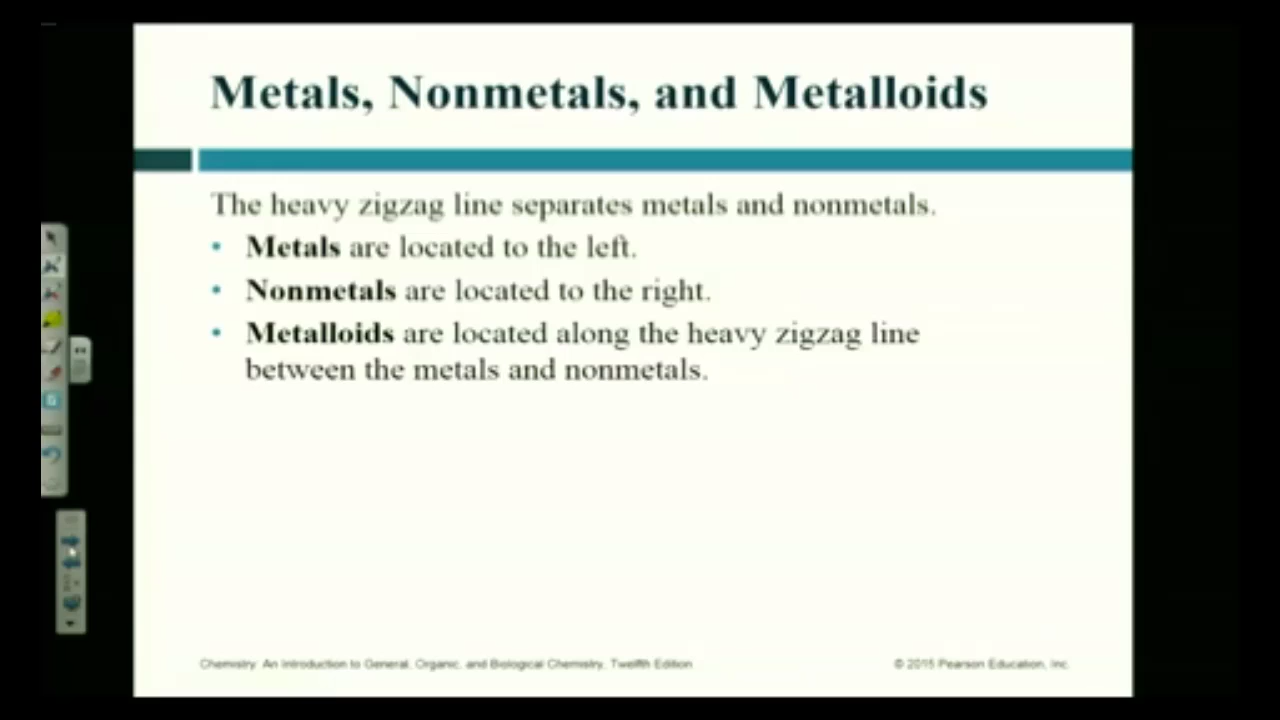 Metals, Nonmetals, and Metalloids
The heavy zigzag line separates metals and nonmetals.
• Metals are located to the left.
• Nonmetals are located to the right.
• Metalloids are located along the heavy zigzag line
between the metals and nonmetals.
Chemistry: An Introduction to General, Organic, and Biological Chemistry, Twelfth Edition
© 2015 Pearson Education, Inc.